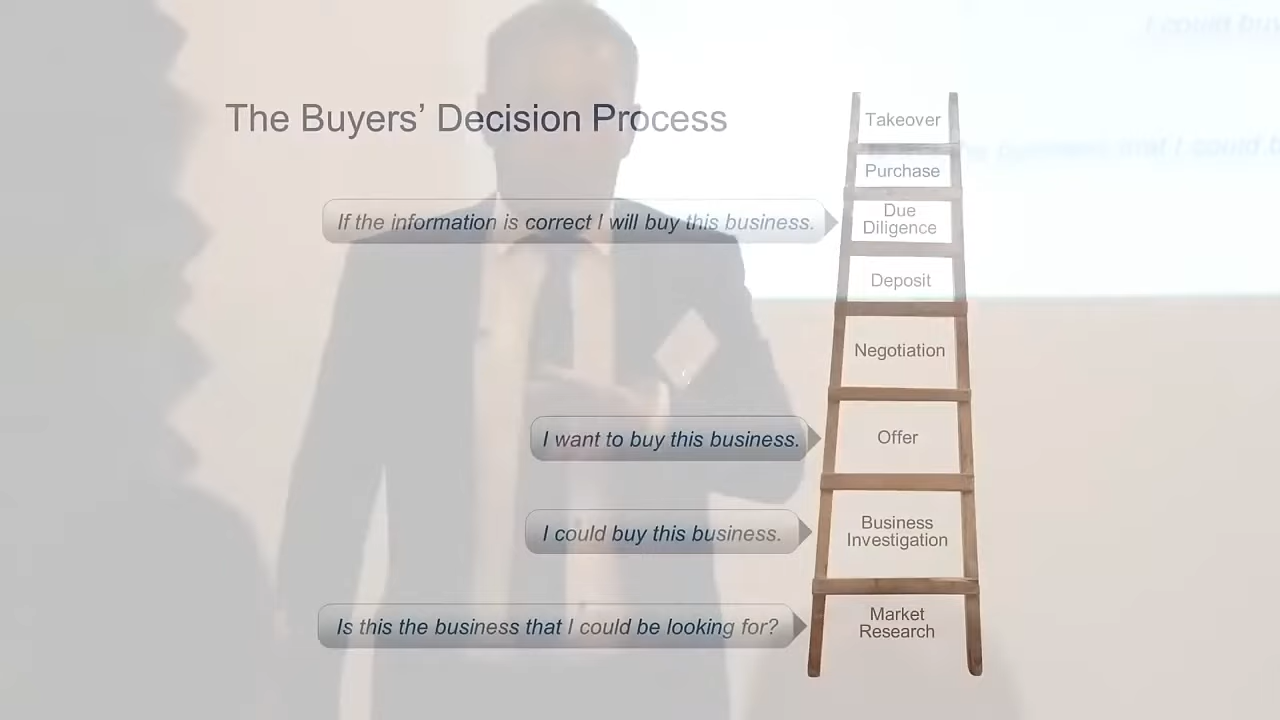 The Buyers’ Decision Process
Takeover
Purchase
If the information is correct I will buy this business.
Due
Diligence
Deposit
Negotiation
I want to buy this business.
Offer
I could buy this business.
Business
Investigation
Is this the business that I could be looking for?
Market
Research